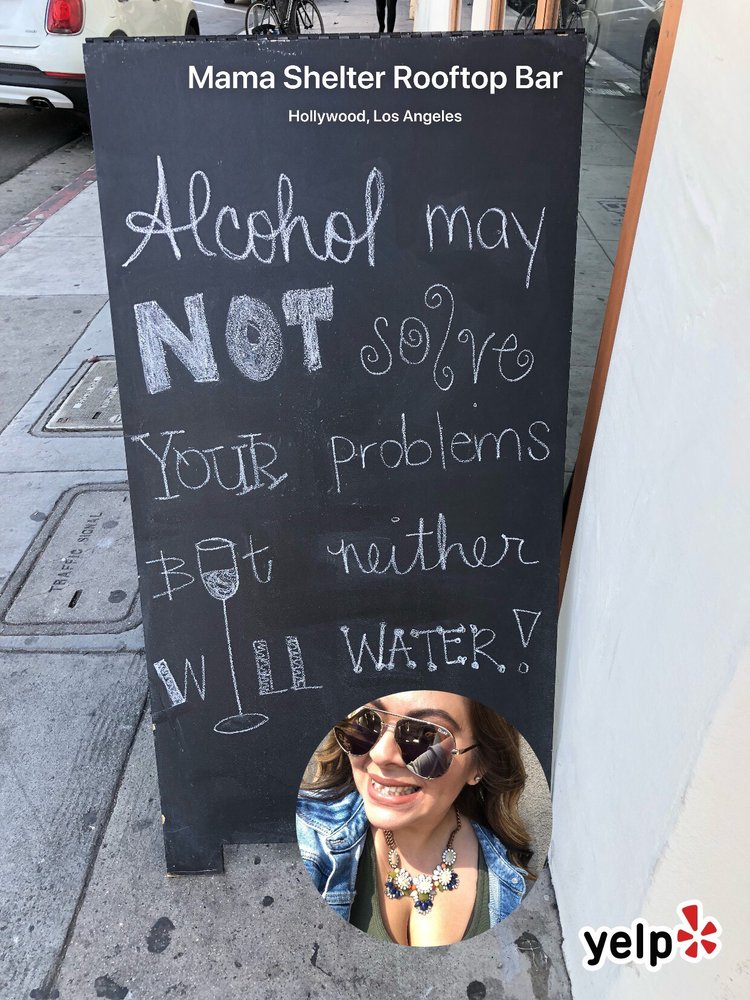 Mama Shelter Rooftop Bar
Hollywood, Los Angeles
Alcohol may
NOT solve
YOUR problems
But neither
WILL WATER!
TRAFFIC SIGNAL
yelp